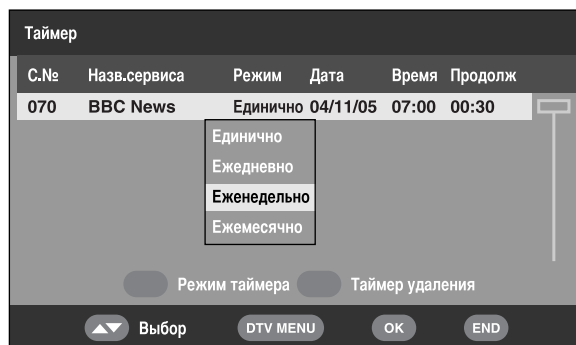 Таймер
С.№ Назв.сервиса Режим Дата Время Продолж
070 BBC News Единично 04/11/05 07:00 00:30
Единично
Ежедневно
Еженедельно
Ежемесячно
Режим таймера Таймер удаления
Выбор DTV MENU OK END